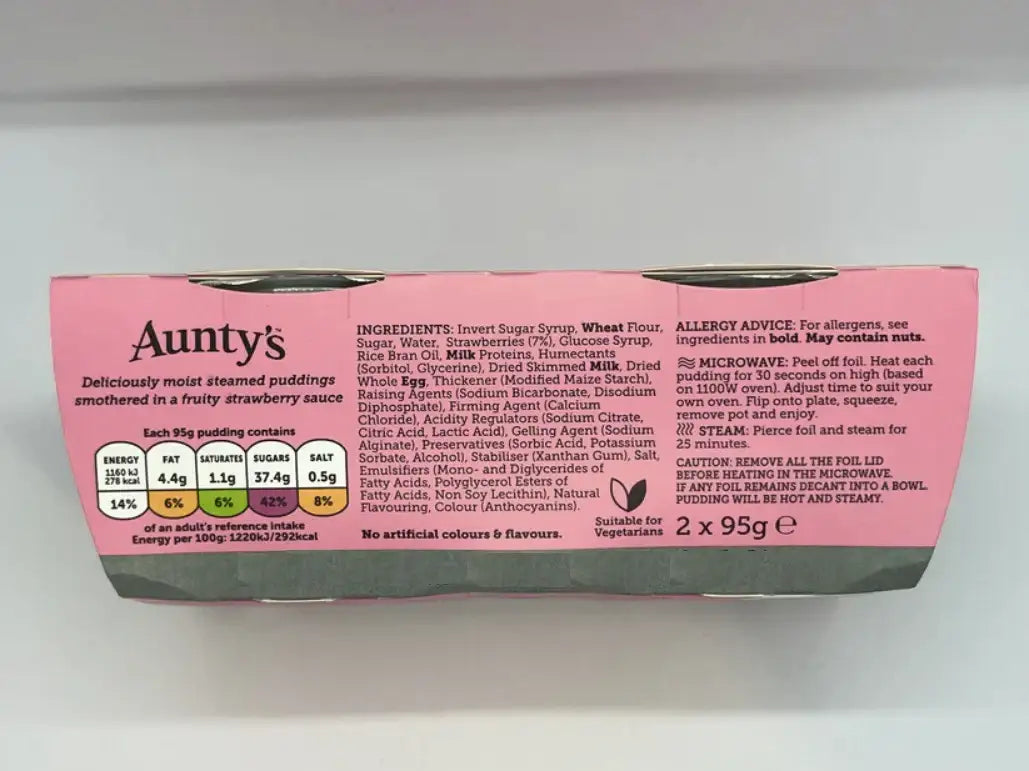 Aunty's™
Deliciously moist steamed puddings
smothered in a fruity strawberry sauce
Each 95g pudding contains
ENERGY FAT SATURATES SUGARS SALT
1160 kJ
278 kcal 4.4g 1.1g 37.4g 0.5g
14% 6% 6% 42% 8%
of an adult's reference intake
Energy per 100g: 1220kJ/292kcal
INGREDIENTS: Invert Sugar Syrup, Wheat Flour,
Sugar, Water, Strawberries (7%), Glucose Syrup,
Rice Bran Oil, Milk Proteins, Humectants
(Sorbitol, Glycerine), Dried Skimmed Milk, Dried
Whole Egg, Thickener (Modified Maize Starch),
Raising Agents (Sodium Bicarbonate, Disodium
Diphosphate), Firming Agent (Calcium
Chloride), Acidity Regulators (Sodium Citrate,
Citric Acid, Lactic Acid), Gelling Agent (Sodium
Alginate), Preservatives (Sorbic Acid, Potassium
Sorbate, Alcohol), Stabiliser (Xanthan Gum), Salt,
Emulsifiers (Mono- and Diglycerides of
Fatty Acids, Polyglycerol Esters of
Fatty Acids, Non Soy Lecithin), Natural
Flavouring, Colour (Anthocyanins).
No artificial colours & flavours.
Suitable for
Vegetarians
ALLERGY ADVICE: For allergens, see
ingredients in bold. May contain nuts.
MICROWAVE: Peel off foil. Heat each
pudding for 30 seconds on high (based
on 1100W oven). Adjust time to suit your
own oven. Flip onto plate, squeeze,
remove pot and enjoy.
STEAM: Pierce foil and steam for
25 minutes.
CAUTION: REMOVE ALL THE FOIL LID
BEFORE HEATING IN THE MICROWAVE.
IF ANY FOIL REMAINS DECANT INTO A BOWL.
PUDDING WILL BE HOT AND STEAMY.
2 x 95g ℮